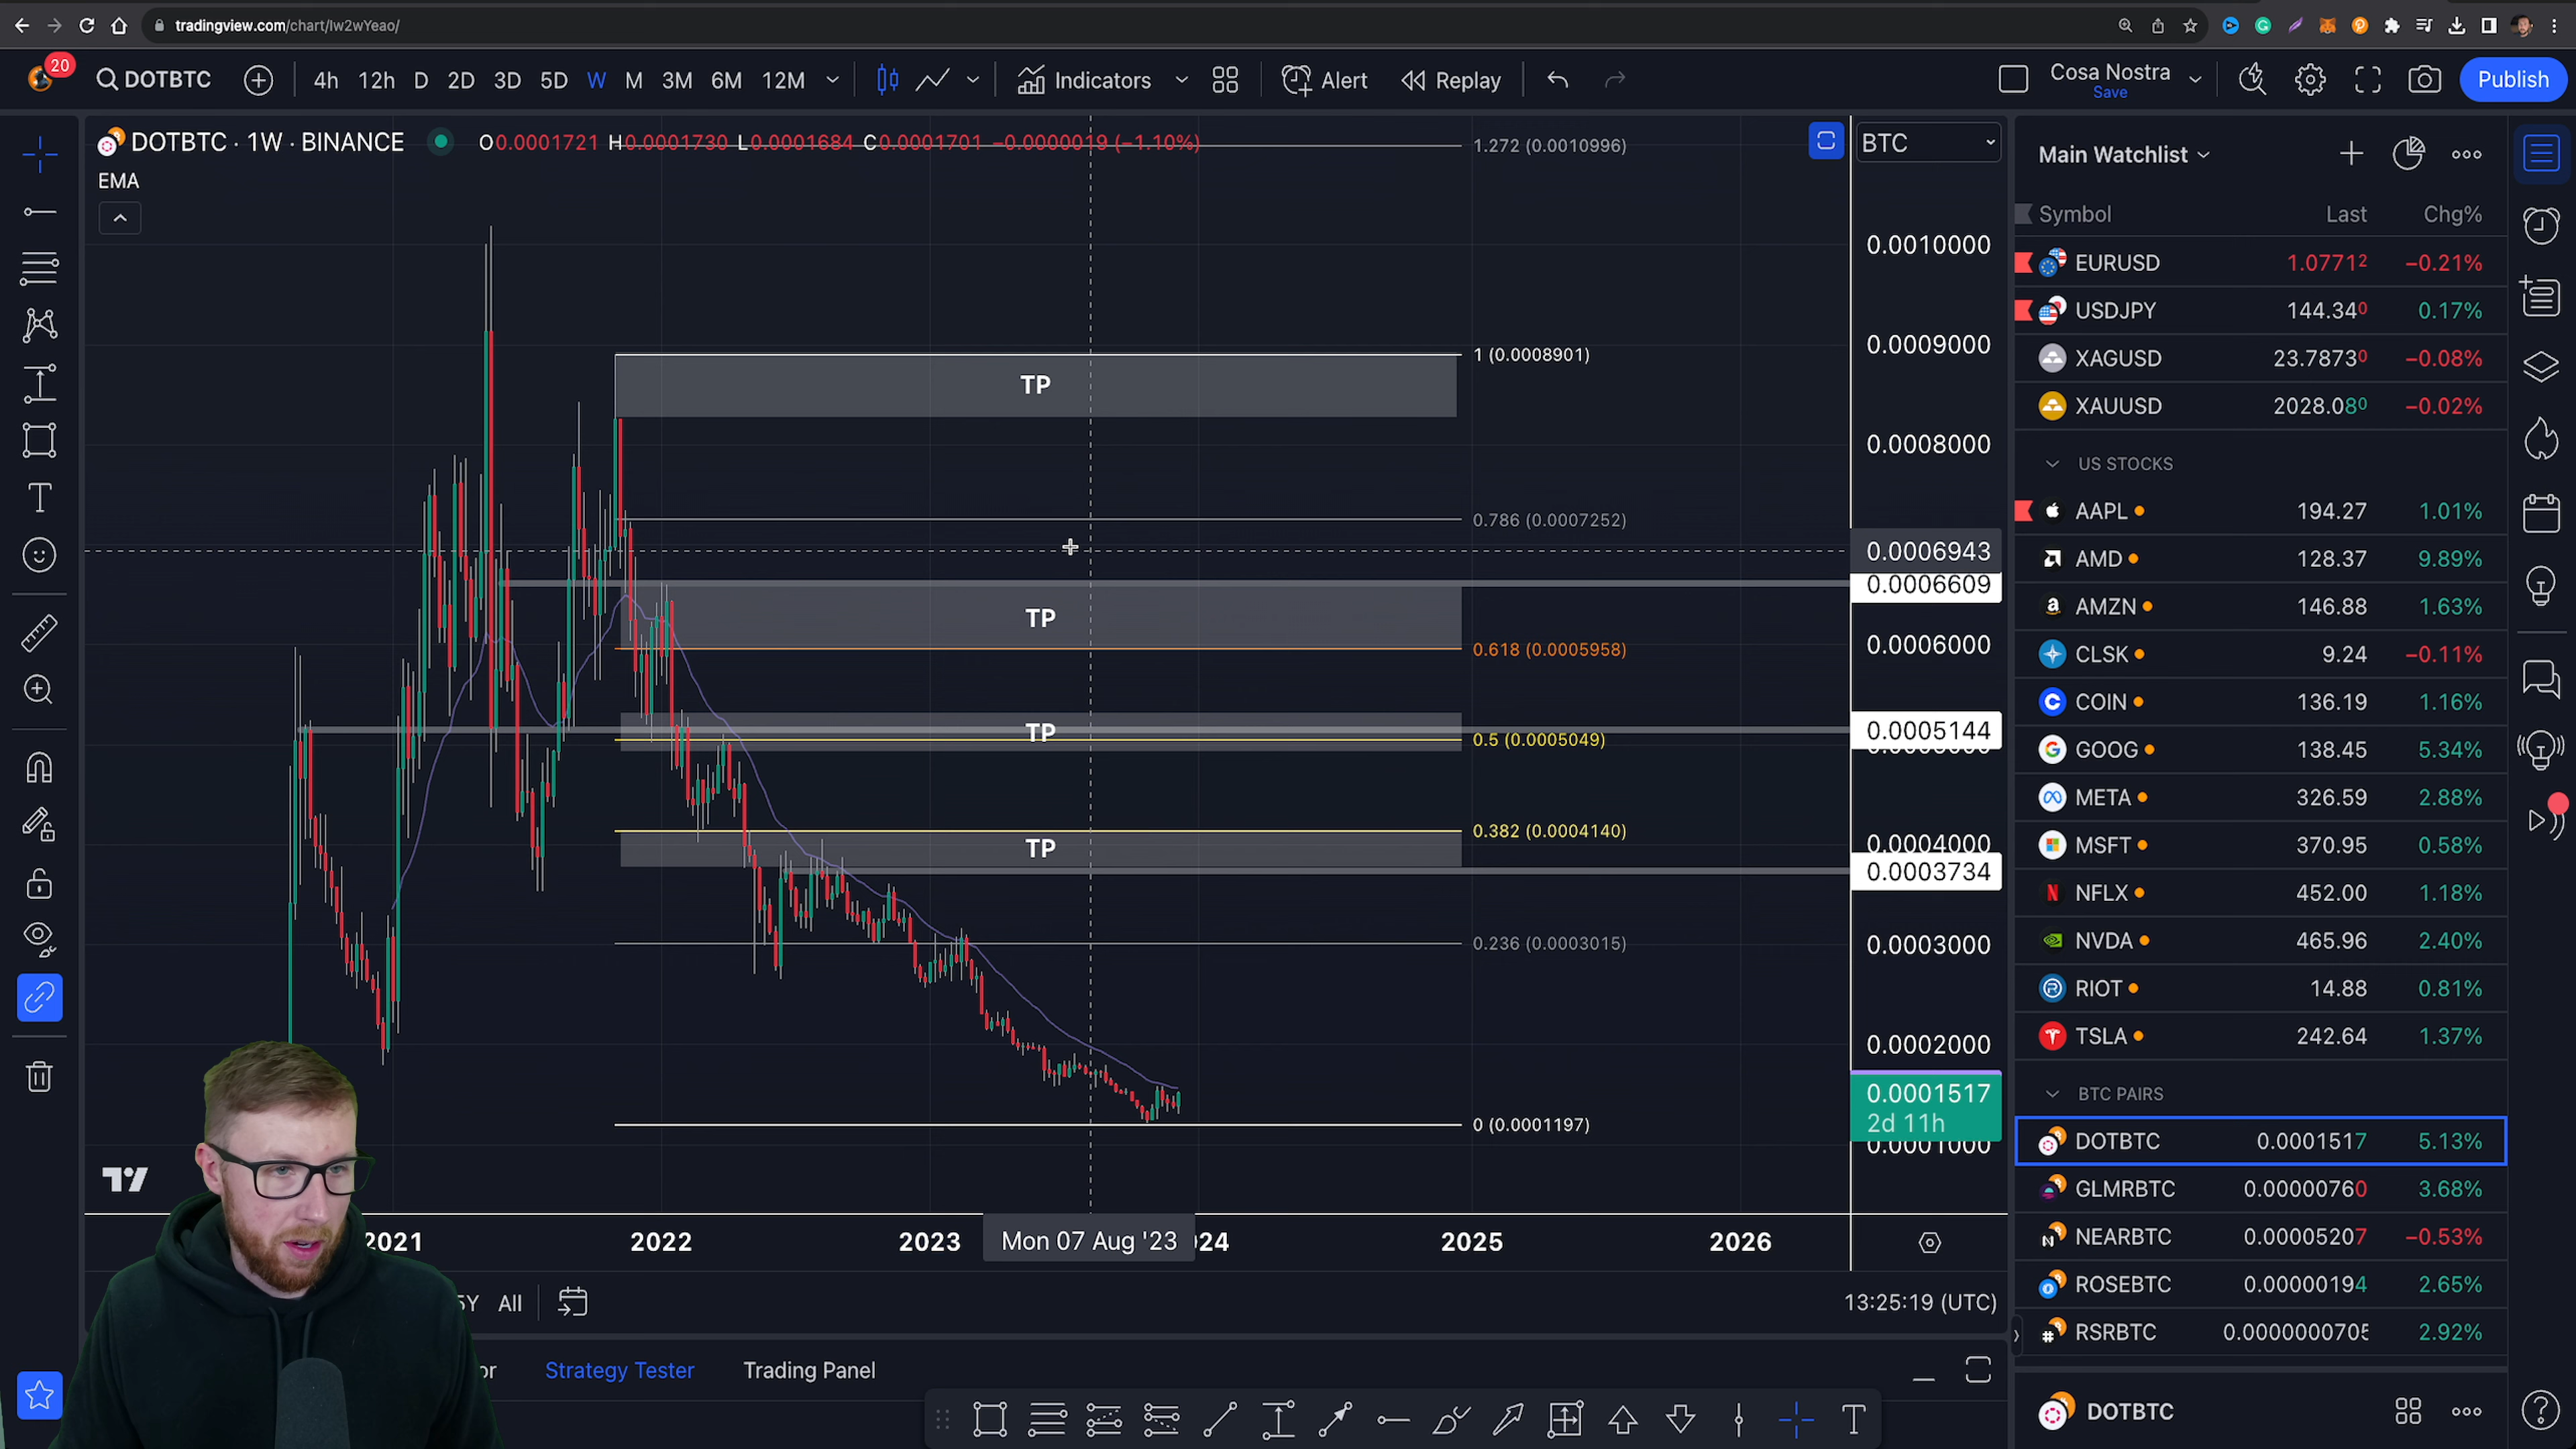 tradingview.com/chart/Iw2wYeao/
20
DOTBTC
4h 12h D 2D 3D 5D W M 3M 6M 12M
Indicators
Alert
Replay
Cosa Nostra
Save
Publish
DOTBTC · 1W · BINANCE
O0.0001721 H0.0001730 L0.0001684 C0.0001701 −0.0000019 (−1.10%)
EMA
1.272 (0.0010996)
1 (0.0008901)
0.786 (0.0007252)
0.618 (0.0005958)
0.5 (0.0005049)
0.382 (0.0004140)
0.236 (0.0003015)
0 (0.0001197)
TP
TP
TP
TP
BTC
0.0010000
0.0009000
0.0008000
0.0006943
0.0006609
0.0006000
0.0005144
0.0004000
0.0003734
0.0003000
0.0002000
0.0001517
2d 11h
0.0001000
2021 2022 2023 Mon 07 Aug '23 024 2025 2026
5Y All
13:25:19 (UTC)
Strategy Tester
Trading Panel
Main Watchlist
Symbol Last Chg%
EURUSD 1.07712 −0.21%
USDJPY 144.340 0.17%
XAGUSD 23.78730 −0.08%
XAUUSD 2028.080 −0.02%
US STOCKS
AAPL 194.27 1.01%
AMD 128.37 9.89%
AMZN 146.88 1.63%
CLSK 9.24 −0.11%
COIN 136.19 1.16%
GOOG 138.45 5.34%
META 326.59 2.88%
MSFT 370.95 0.58%
NFLX 452.00 1.18%
NVDA 465.96 2.40%
RIOT 14.88 0.81%
TSLA 242.64 1.37%
BTC PAIRS
DOTBTC 0.0001517 5.13%
GLMRBTC 0.00000760 3.68%
NEARBTC 0.00005207 −0.53%
ROSEBTC 0.00000194 2.65%
RSRBTC 0.0000000705 2.92%
DOTBTC